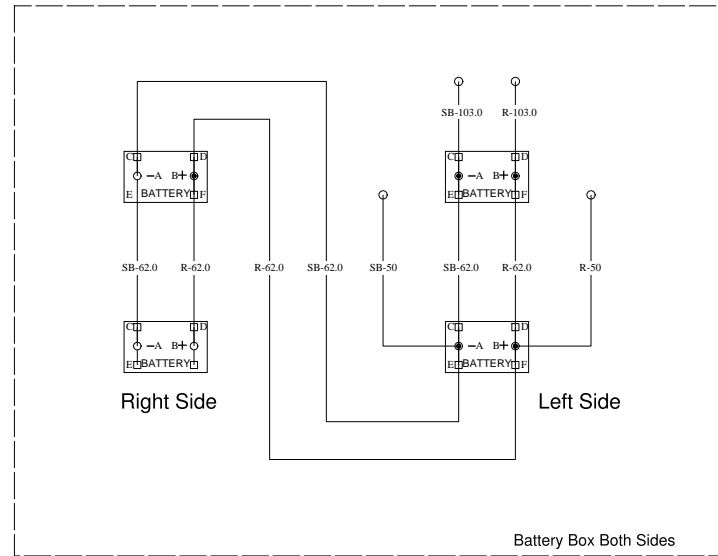 SB-103.0 R-103.0
C D
−A B+
E BATTERY F
C D
−A B+
E BATTERY F
SB-62.0 R-62.0 R-62.0 SB-62.0 SB-50 SB-62.0 R-62.0 R-50
C D
−A B+
E BATTERY
C D
−A B+
E BATTERY F
Right Side
Left Side
Battery Box Both Sides